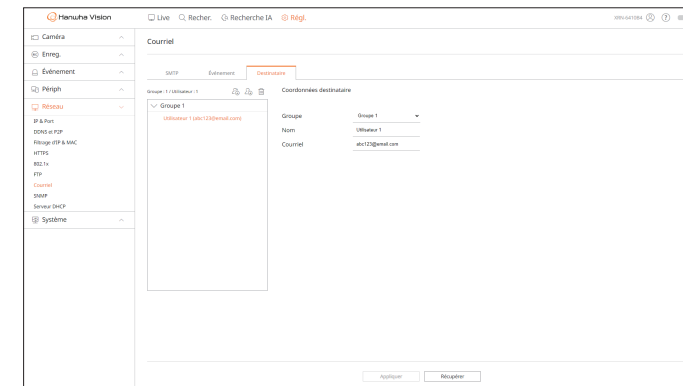 Hanwha Vision
Live Recher. Recherche IA Régl.
Caméra
Enreg.
Événement
Périph
Réseau
IP & Port
DDNS et P2P
Filtrage d'IP & MAC
HTTPS
802.1x
FTP
Courriel
SNMP
Serveur DHCP
Système
Courriel
SMTP Événement Destinataire
Groupe : 1 / Utilisateur : 1
Groupe 1
Utilisateur 1 (abc123@email.com)
Coordonnées destinataire
Groupe Groupe 1
Nom Utilisateur 1
Courriel abc123@email.com
Appliquer Récupérer